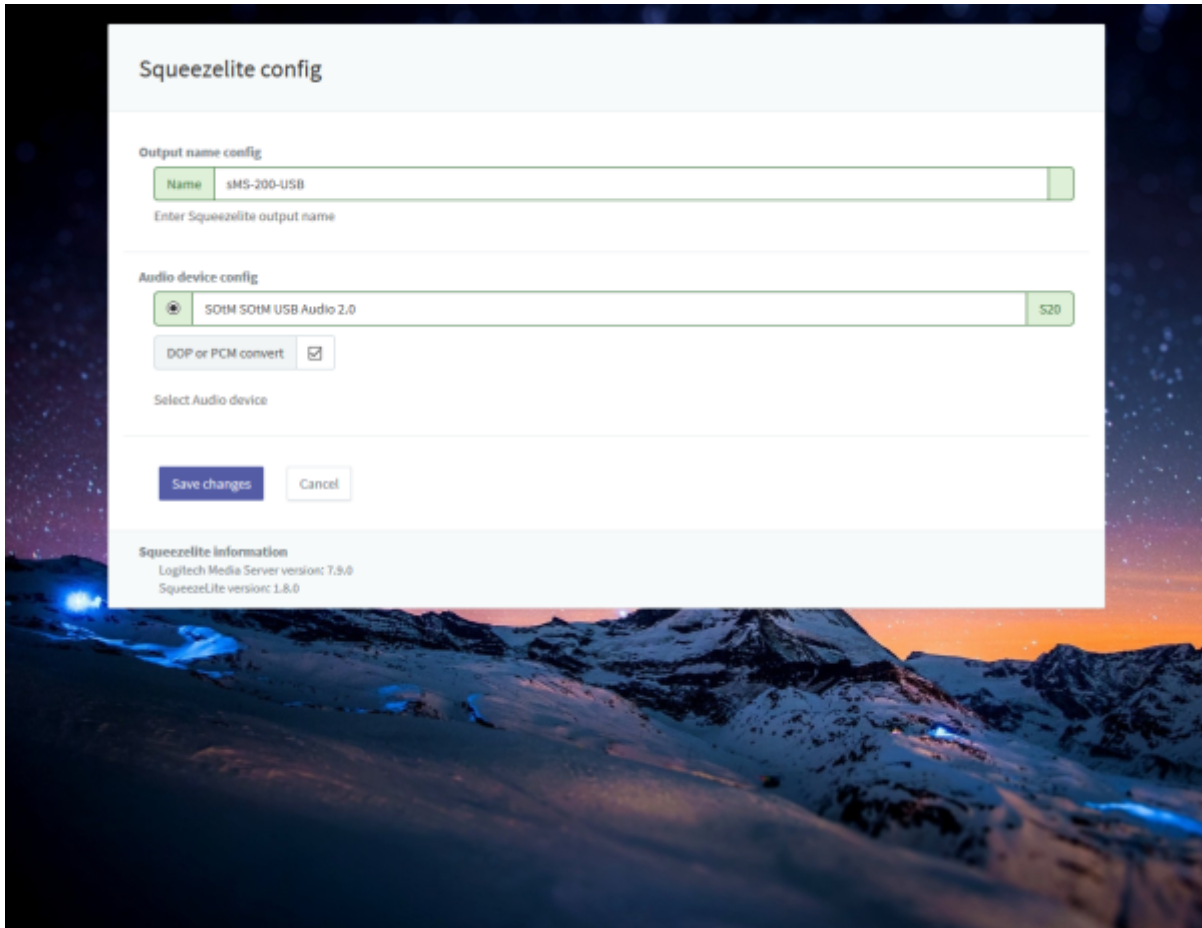 Squeezelite config
Output name config
Name sMS-200-USB
Enter Squeezelite output name
Audio device config
SOtM SOtM USB Audio 2.0 S20
DOP or PCM convert
Select Audio device
Save changes Cancel
Squeezelite information
Logitech Media Server version: 7.9.0
SqueezeLite version: 1.8.0